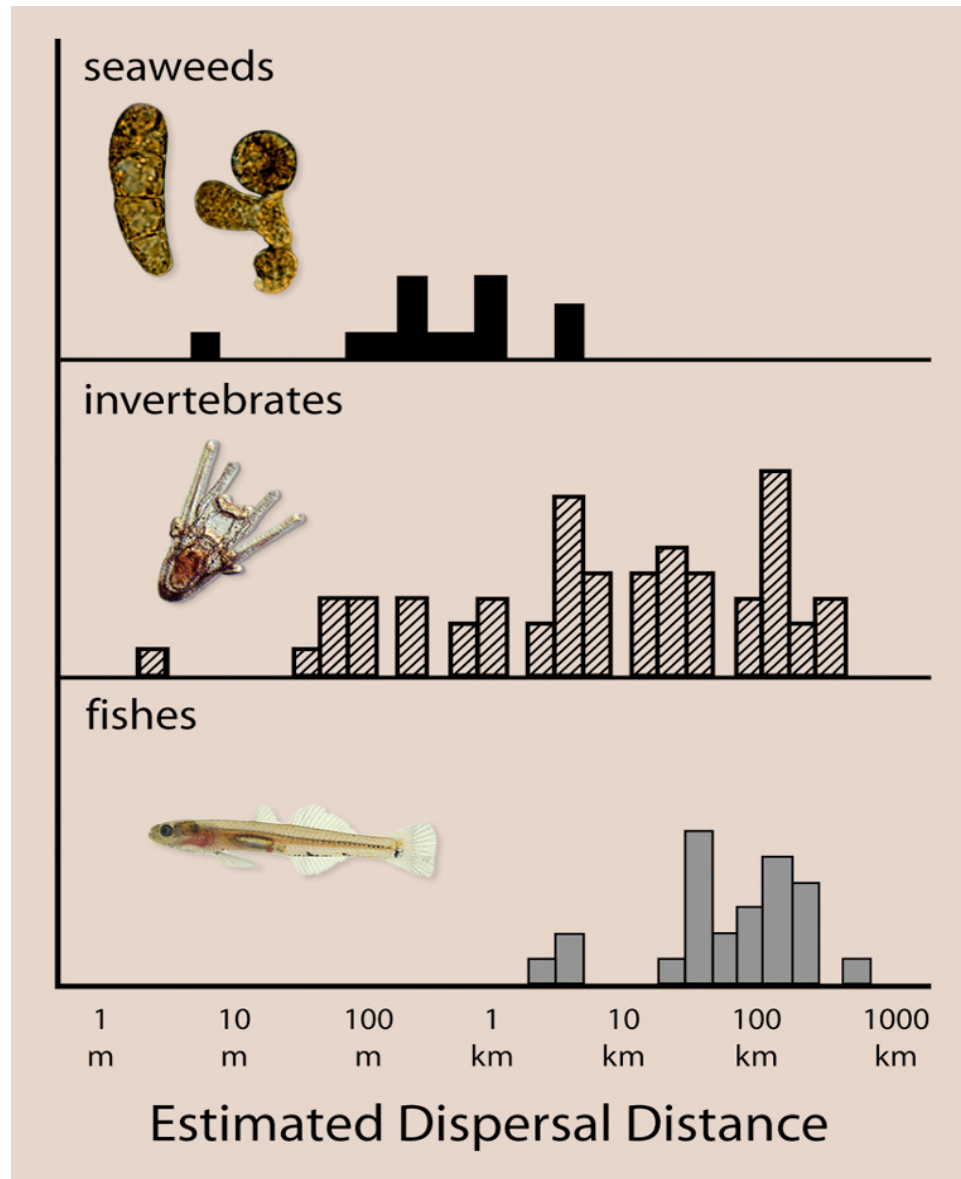 seaweeds
invertebrates
fishes
1 10 100 1 10 100 1000
m m m km km km km
Estimated Dispersal Distance